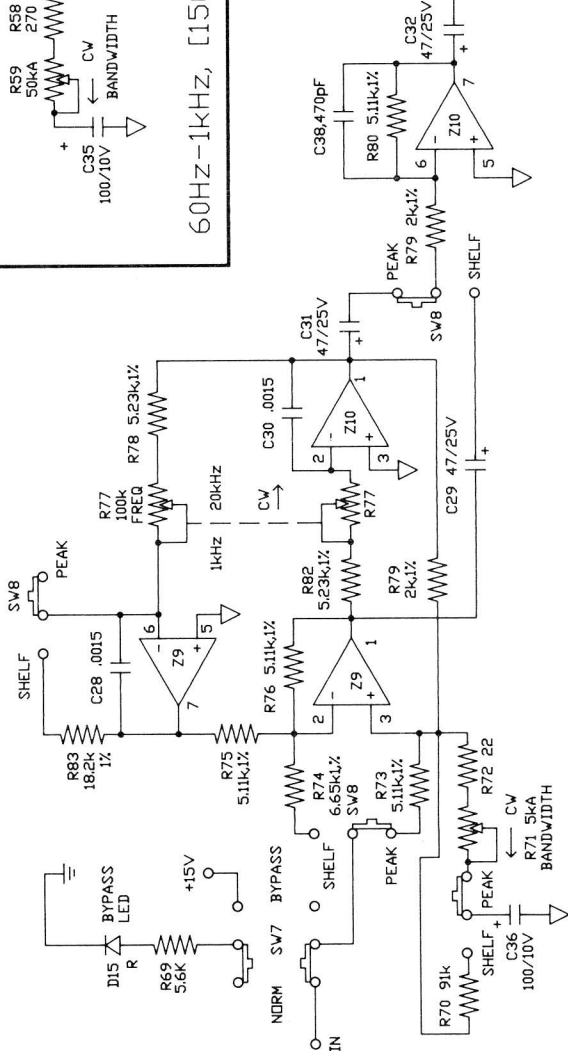 R58
270
R59
50kA
CW
BANDWIDTH
+
C35
100/10V
60Hz-1kHz,
C32
47/25V
+
C38,470pF
R80 5.11k,1%
7
Z10
6
-
5
+
R79 2k,1%
PEAK
SW8
SHELF
C31
47/25V
+
R78 5.23k,1%
C30 .0015
1
Z10
2
-
3
+
R77
100k
FREQ
20kHz
1kHz
CW
R77
R82
5.23k,1%
R79
2k,1%
C29 47/25V
+
SW8
PEAK
SHELF
C28 .0015
6
-
5
+
Z9
7
R83
18.2k
1%
R75
5.11k,1%
R76 5.11k,1%
1
Z9
2
-
3
+
R74
6.65k1,%
SW8
R73
5.11k,1%
SHELF
PEAK
BYPASS
LED
D15
R
R69
5.6K
+15V
NORM
SW7
BYPASS
IN
R72 22
R71 5kA
CW
BANDWIDTH
PEAK
SHELF
+
C36
100/10V
R70 91k